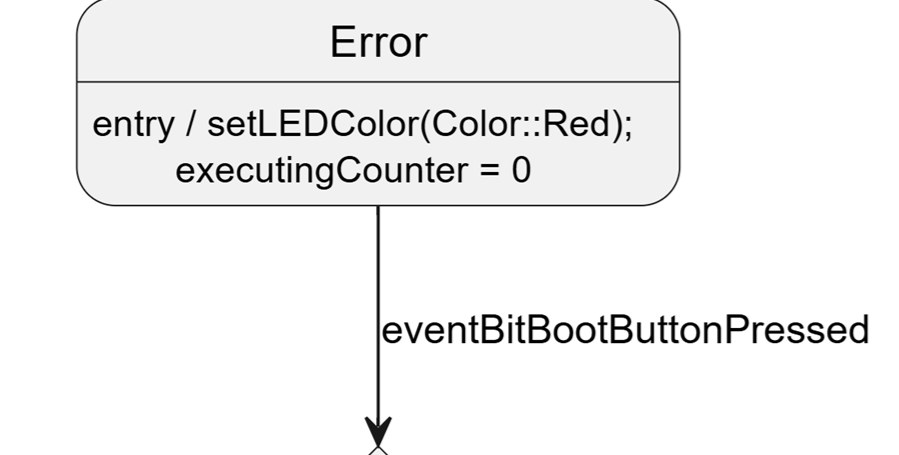 Error
entry / setLEDColor(Color::Red);
executingCounter = 0
eventBitBootButtonPressed